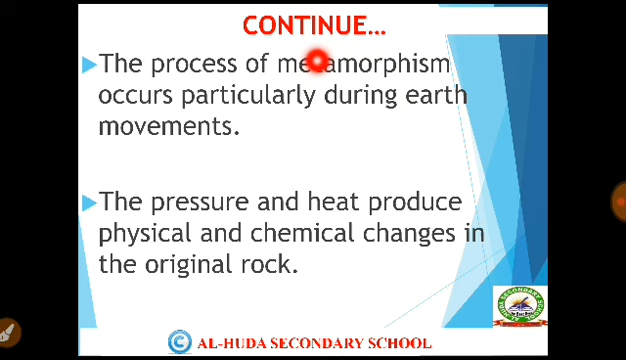 CONTINUE...
The process of metamorphism
occurs particularly during earth
movements.
The pressure and heat produce
physical and chemical changes in
the original rock.
© AL-HUDA SECONDARY SCHOOL